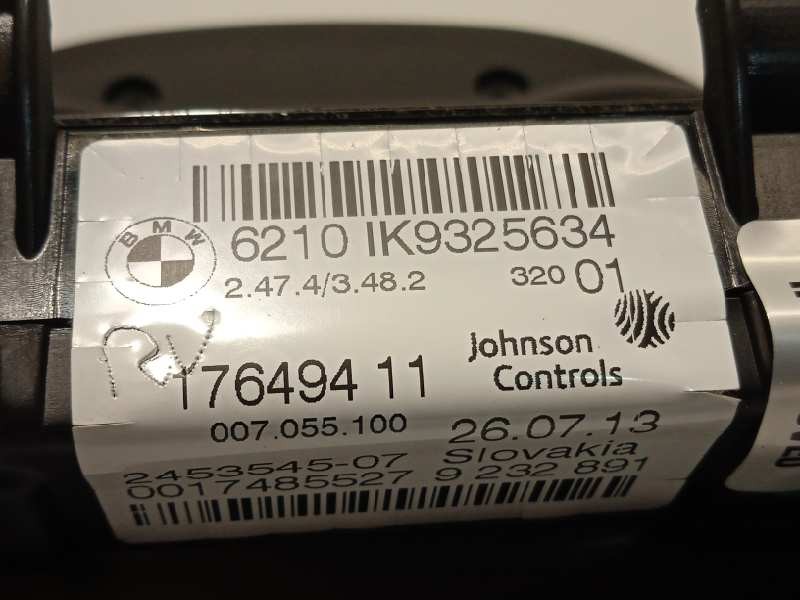 BMW
6210 IK9325634
2.47.4/3.48.2 320 01
176494 11
Johnson Controls
007.055.100 26.07.13
2453545-07 Slovakia
0017485527 9 232 891